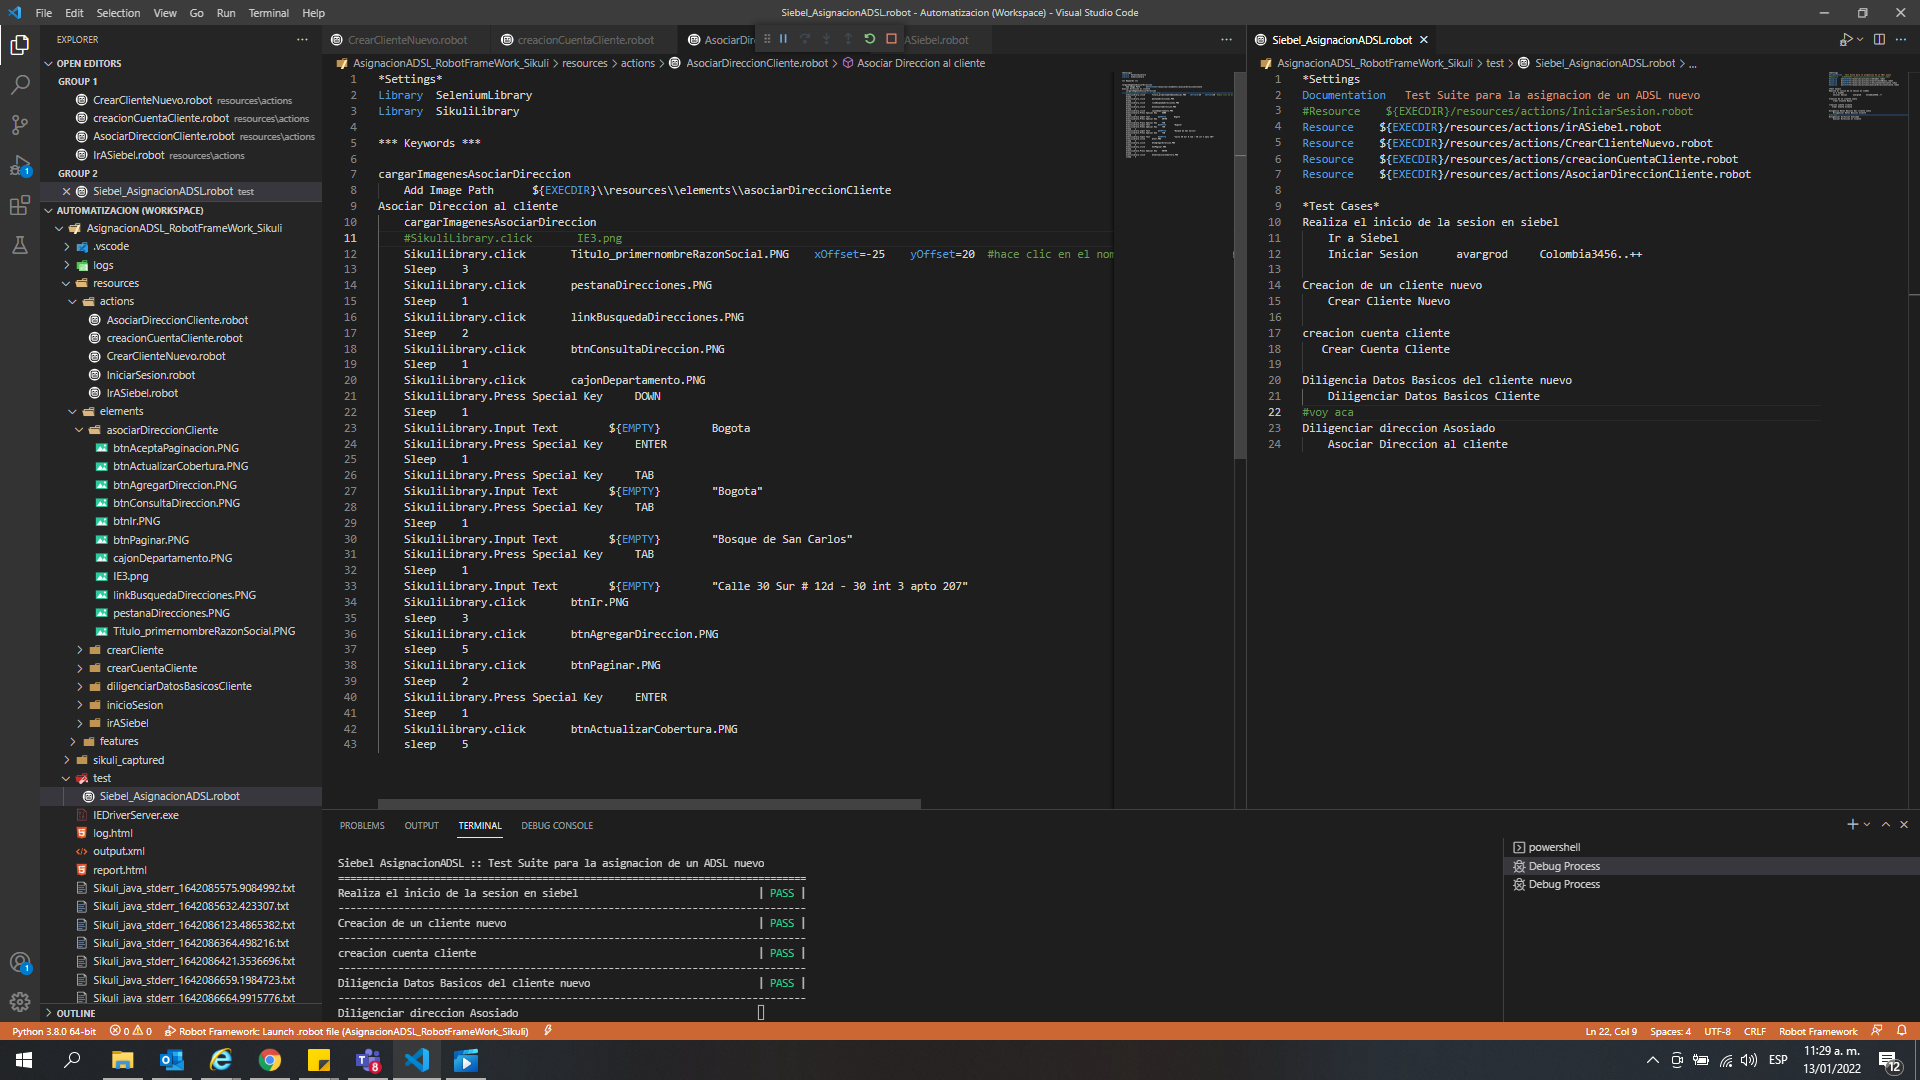 File Edit Selection View Go Run Terminal Help
Siebel_AsignacionADSL.robot - Automatizacion (Workspace) - Visual Studio Code
EXPLORER
OPEN EDITORS
GROUP 1
CrearClienteNuevo.robot resources\actions
creacionCuentaCliente.robot resources\actions
AsociarDireccionCliente.robot resources\actions
IrASiebel.robot resources\actions
GROUP 2
Siebel_AsignacionADSL.robot test
AUTOMATIZACION (WORKSPACE)
AsignacionADSL_RobotFrameWork_Sikuli
.vscode
logs
resources
actions
AsociarDireccionCliente.robot
creacionCuentaCliente.robot
CrearClienteNuevo.robot
IniciarSesion.robot
IrASiebel.robot
elements
asociarDireccionCliente
btnAceptaPaginacion.PNG
btnActualizarCobertura.PNG
btnAgregarDireccion.PNG
btnConsultaDireccion.PNG
btnIr.PNG
btnPaginar.PNG
cajonDepartamento.PNG
IE3.png
linkBusquedaDirecciones.PNG
pestanaDirecciones.PNG
Titulo_primernombreRazonSocial.PNG
crearCliente
crearCuentaCliente
diligenciarDatosBasicosCliente
inicioSesion
irASiebel
features
sikuli_captured
test
Siebel_AsignacionADSL.robot
IEDriverServer.exe
log.html
output.xml
report.html
Sikuli_java_stderr_1642085575.9084992.txt
Sikuli_java_stderr_1642085632.423307.txt
Sikuli_java_stderr_1642086123.4865382.txt
Sikuli_java_stderr_1642086364.498216.txt
Sikuli_java_stderr_1642086421.3536696.txt
Sikuli_java_stderr_1642086659.1984723.txt
Sikuli_java_stderr_1642086664.9915776.txt
OUTLINE
CrearClienteNuevo.robot creacionCuentaCliente.robot AsociarDir ASiebel.robot
AsignacionADSL_RobotFrameWork_Sikuli > resources > actions > AsociarDireccionCliente.robot > Asociar Direccion al cliente
1 *Settings*
2 Library SeleniumLibrary
3 Library SikuliLibrary
4
5 *** Keywords ***
6
7 cargarImagenesAsociarDireccion
8 Add Image Path ${EXECDIR}\\resources\\elements\\asociarDireccionCliente
9 Asociar Direccion al cliente
10 cargarImagenesAsociarDireccion
11 #SikuliLibrary.click IE3.png
12 SikuliLibrary.click Titulo_primernombreRazonSocial.PNG xOffset=-25 yOffset=20 #hace clic en el nom
13 Sleep 3
14 SikuliLibrary.click pestanaDirecciones.PNG
15 Sleep 1
16 SikuliLibrary.click linkBusquedaDirecciones.PNG
17 Sleep 2
18 SikuliLibrary.click btnConsultaDireccion.PNG
19 Sleep 1
20 SikuliLibrary.click cajonDepartamento.PNG
21 SikuliLibrary.Press Special Key DOWN
22 Sleep 1
23 SikuliLibrary.Input Text ${EMPTY} Bogota
24 SikuliLibrary.Press Special Key ENTER
25 Sleep 1
26 SikuliLibrary.Press Special Key TAB
27 SikuliLibrary.Input Text ${EMPTY} "Bogota"
28 SikuliLibrary.Press Special Key TAB
29 Sleep 1
30 SikuliLibrary.Input Text ${EMPTY} "Bosque de San Carlos"
31 SikuliLibrary.Press Special Key TAB
32 Sleep 1
33 SikuliLibrary.Input Text ${EMPTY} "Calle 30 Sur # 12d - 30 int 3 apto 207"
34 SikuliLibrary.click btnIr.PNG
35 sleep 3
36 SikuliLibrary.click btnAgregarDireccion.PNG
37 sleep 5
38 SikuliLibrary.click btnPaginar.PNG
39 Sleep 2
40 SikuliLibrary.Press Special Key ENTER
41 Sleep 1
42 SikuliLibrary.click btnActualizarCobertura.PNG
43 sleep 5
Siebel_AsignacionADSL.robot
AsignacionADSL_RobotFrameWork_Sikuli > test > Siebel_AsignacionADSL.robot > ...
1 *Settings
2 Documentation Test Suite para la asignacion de un ADSL nuevo
3 #Resource ${EXECDIR}/resources/actions/IniciarSesion.robot
4 Resource ${EXECDIR}/resources/actions/irASiebel.robot
5 Resource ${EXECDIR}/resources/actions/CrearClienteNuevo.robot
6 Resource ${EXECDIR}/resources/actions/creacionCuentaCliente.robot
7 Resource ${EXECDIR}/resources/actions/AsociarDireccionCliente.robot
8
9 *Test Cases*
10 Realiza el inicio de la sesion en siebel
11 Ir a Siebel
12 Iniciar Sesion avargrod Colombia3456..++
13
14 Creacion de un cliente nuevo
15 Crear Cliente Nuevo
16
17 creacion cuenta cliente
18 Crear Cuenta Cliente
19
20 Diligencia Datos Basicos del cliente nuevo
21 Diligenciar Datos Basicos Cliente
22 #voy aca
23 Diligenciar direccion Asosiado
24 Asociar Direccion al cliente
PROBLEMS OUTPUT TERMINAL DEBUG CONSOLE
Siebel AsignacionADSL :: Test Suite para la asignacion de un ADSL nuevo
==============================================================================
Realiza el inicio de la sesion en siebel | PASS |
------------------------------------------------------------------------------
Creacion de un cliente nuevo | PASS |
------------------------------------------------------------------------------
creacion cuenta cliente | PASS |
------------------------------------------------------------------------------
Diligencia Datos Basicos del cliente nuevo | PASS |
------------------------------------------------------------------------------
Diligenciar direccion Asosiado
powershell
Debug Process
Debug Process
Python 3.8.0 64-bit 0 0 Robot Framework: Launch .robot file (AsignacionADSL_RobotFrameWork_Sikuli)
Ln 22, Col 9 Spaces: 4 UTF-8 CRLF Robot Framework
ESP
11:29 a. m.
13/01/2022
12